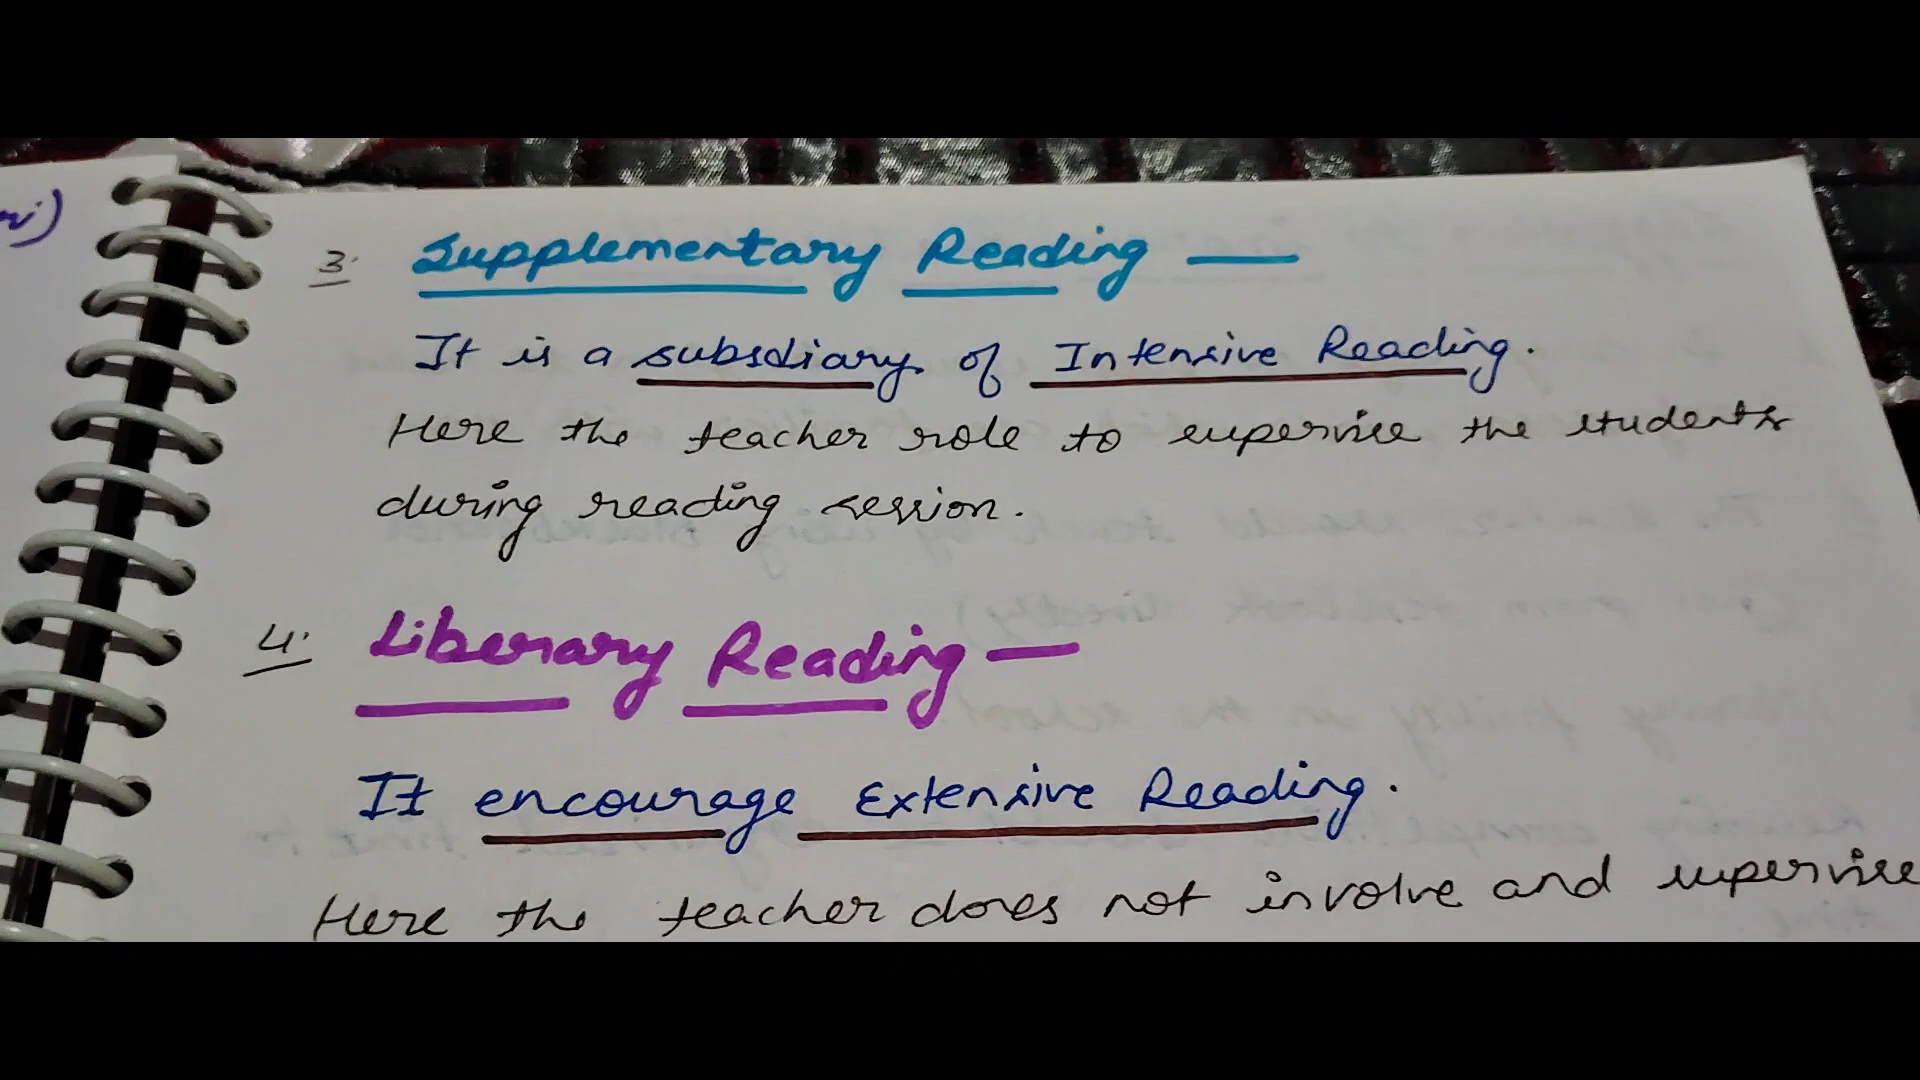 3. Supplementary Reading —
It is a subsdiary of Intensive Reading.
Here the teacher role to supervise the students
during reading session.
4. Liberary Reading —
It encourage Extensive Reading.
Here the teacher does not involve and supervise